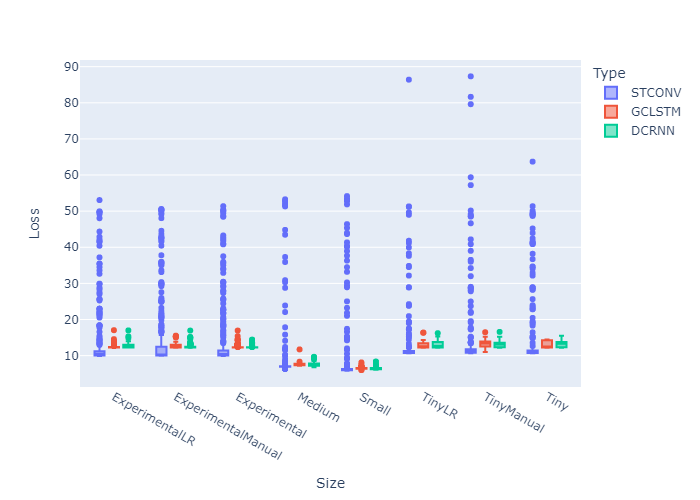 90
80
70
60
50
40
30
20
10
Loss
ExperimentalLR
ExperimentalManual
Experimental
Medium
Small
TinyLR
TinyManual
Tiny
Size
Type
STCONV
GCLSTM
DCRNN